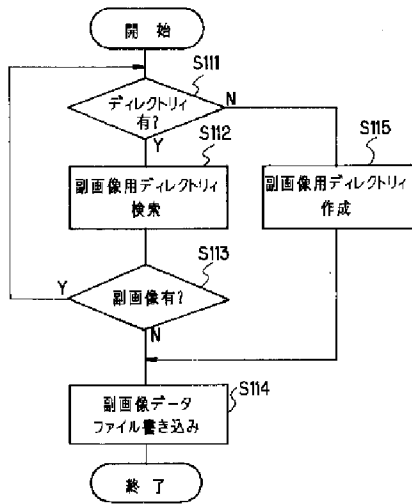 開始
S111
ディレクトリィ
有?
N
Y
S112
副画像用ディレクトリィ
検索
S115
副画像用ディレクトリィ
作成
S113
副画像有?
Y
N
S114
副画像データ
ファイル書き込み
終了